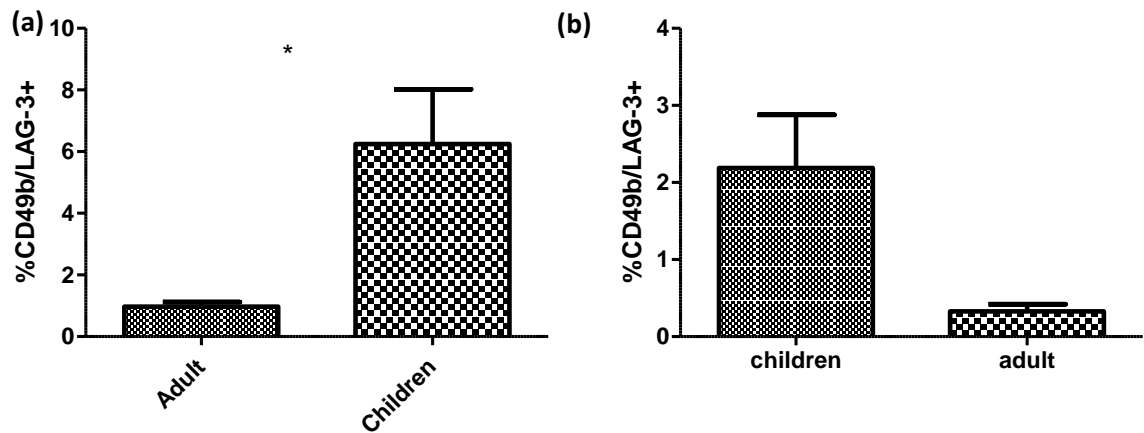 (a)
*
%CD49b/LAG-3+
10
8
6
4
2
0
Adult
Children
(b)
%CD49b/LAG-3+
4
3
2
1
0
children
adult